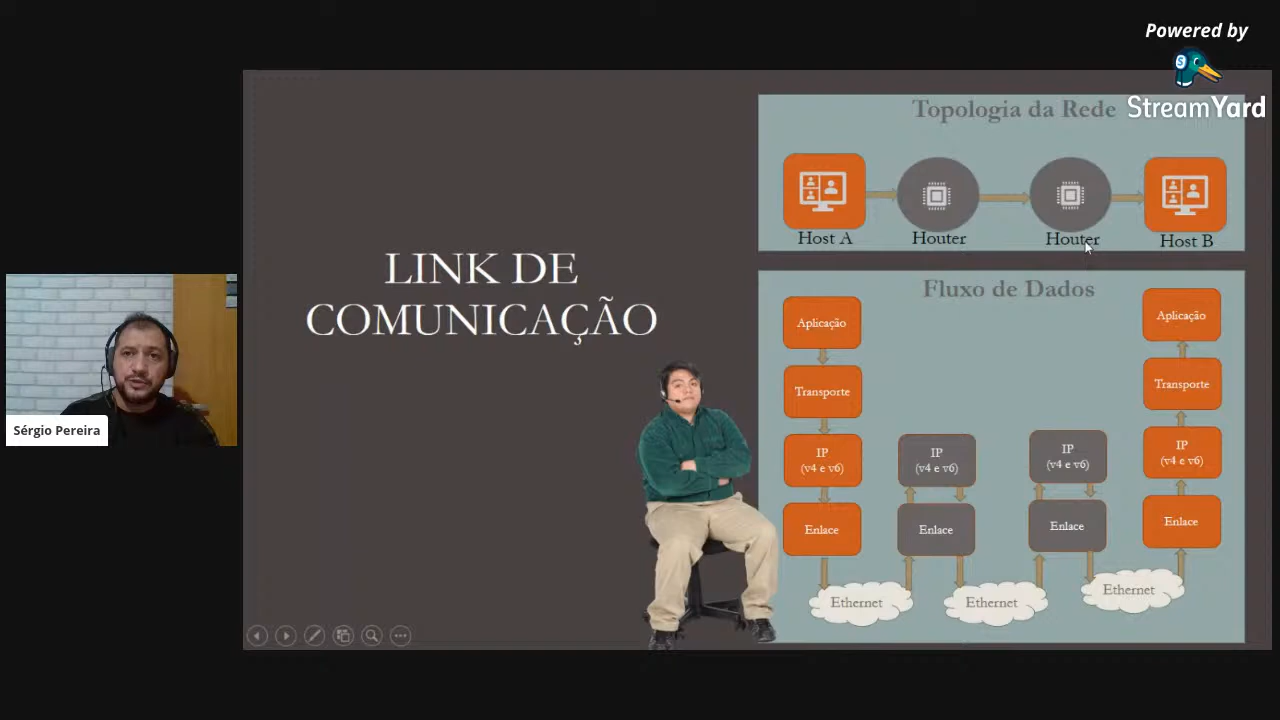 Powered by
StreamYard
Topologia da Rede
Host A
Houter
Houter
Host B
LINK DE
COMUNICAÇÃO
Fluxo de Dados
Aplicação
Transporte
IP
(v4 e v6)
Enlace
IP
(v4 e v6)
Enlace
IP
(v4 e v6)
Enlace
Aplicação
Transporte
IP
(v4 e v6)
Enlace
Ethernet
Ethernet
Ethernet
Sérgio Pereira